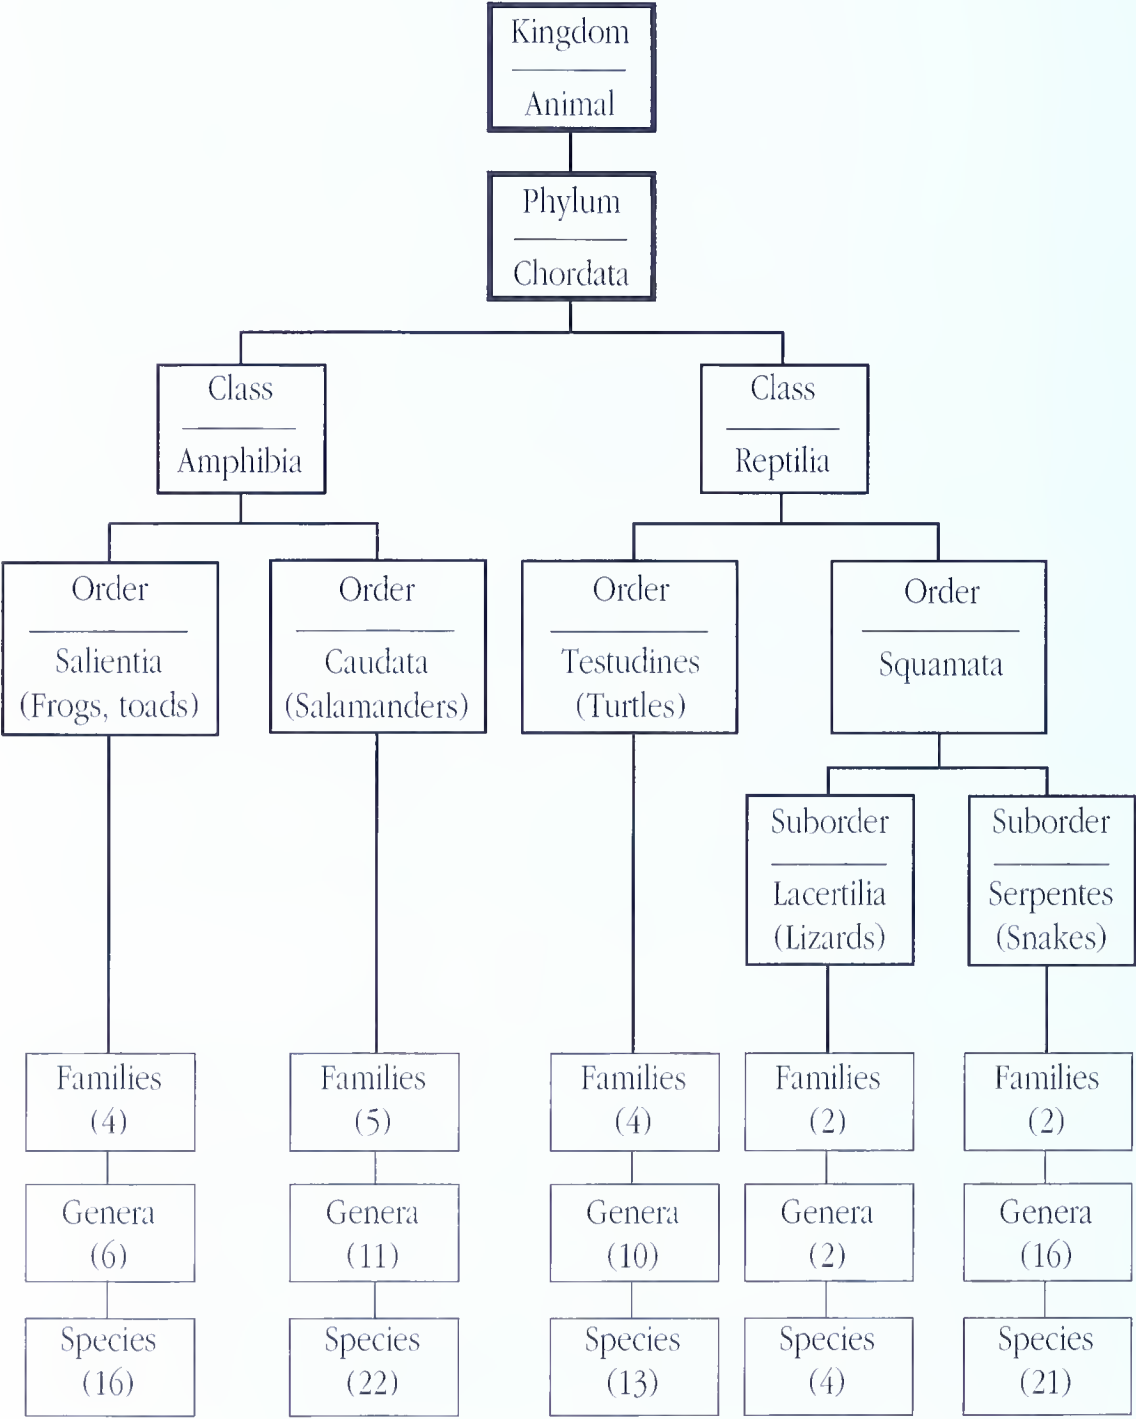 Kingdom
Animal
Phylum
Chordata
Class
Amphibia
Class
Reptilia
Order
Salientia
(Frogs, toads)
Order
Caudata
(Salamanders)
Order
Testudines
(Turtles)
Order
Squamata
Suborder
Lacertilia
(Lizards)
Suborder
Serpentes
(Snakes)
Families
(4)
Families
(5)
Families
(4)
Families
(2)
Families
(2)
Genera
(6)
Genera
(11)
Genera
(10)
Genera
(2)
Genera
(16)
Species
(16)
Species
(22)
Species
(13)
Species
(4)
Species
(21)